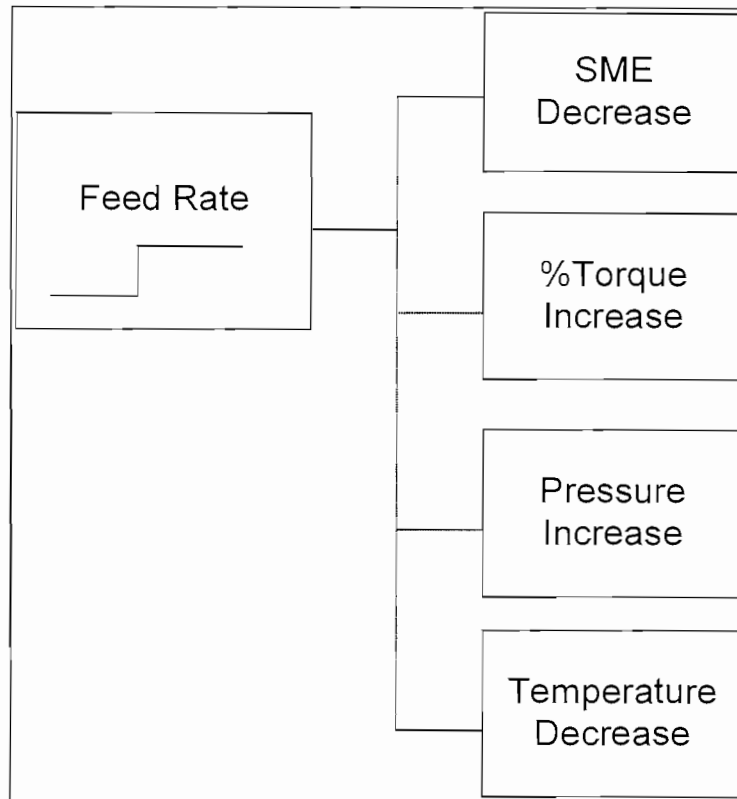 Feed Rate
SME
Decrease
%Torque
Increase
Pressure
Increase
Temperature
Decrease